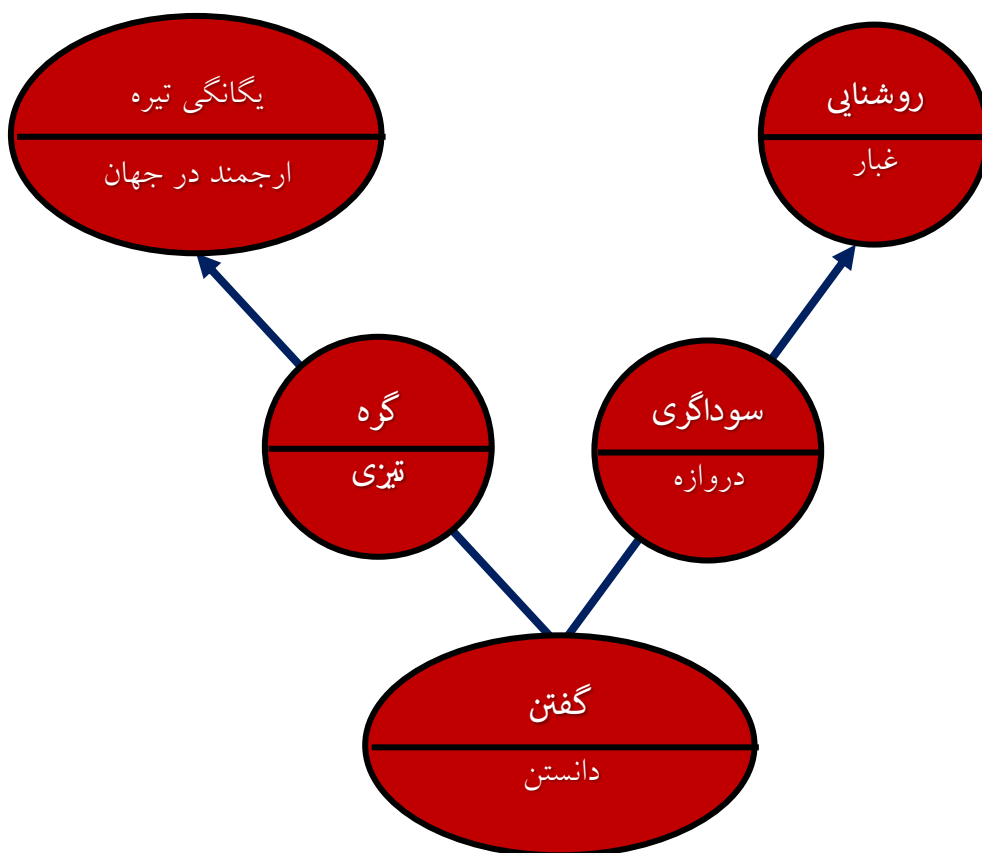 روشنایی
غبار
یگانگی تیره
ارجمند در جهان
سوداگری
دروازه
گره
تیزی
گفتن
دانستن